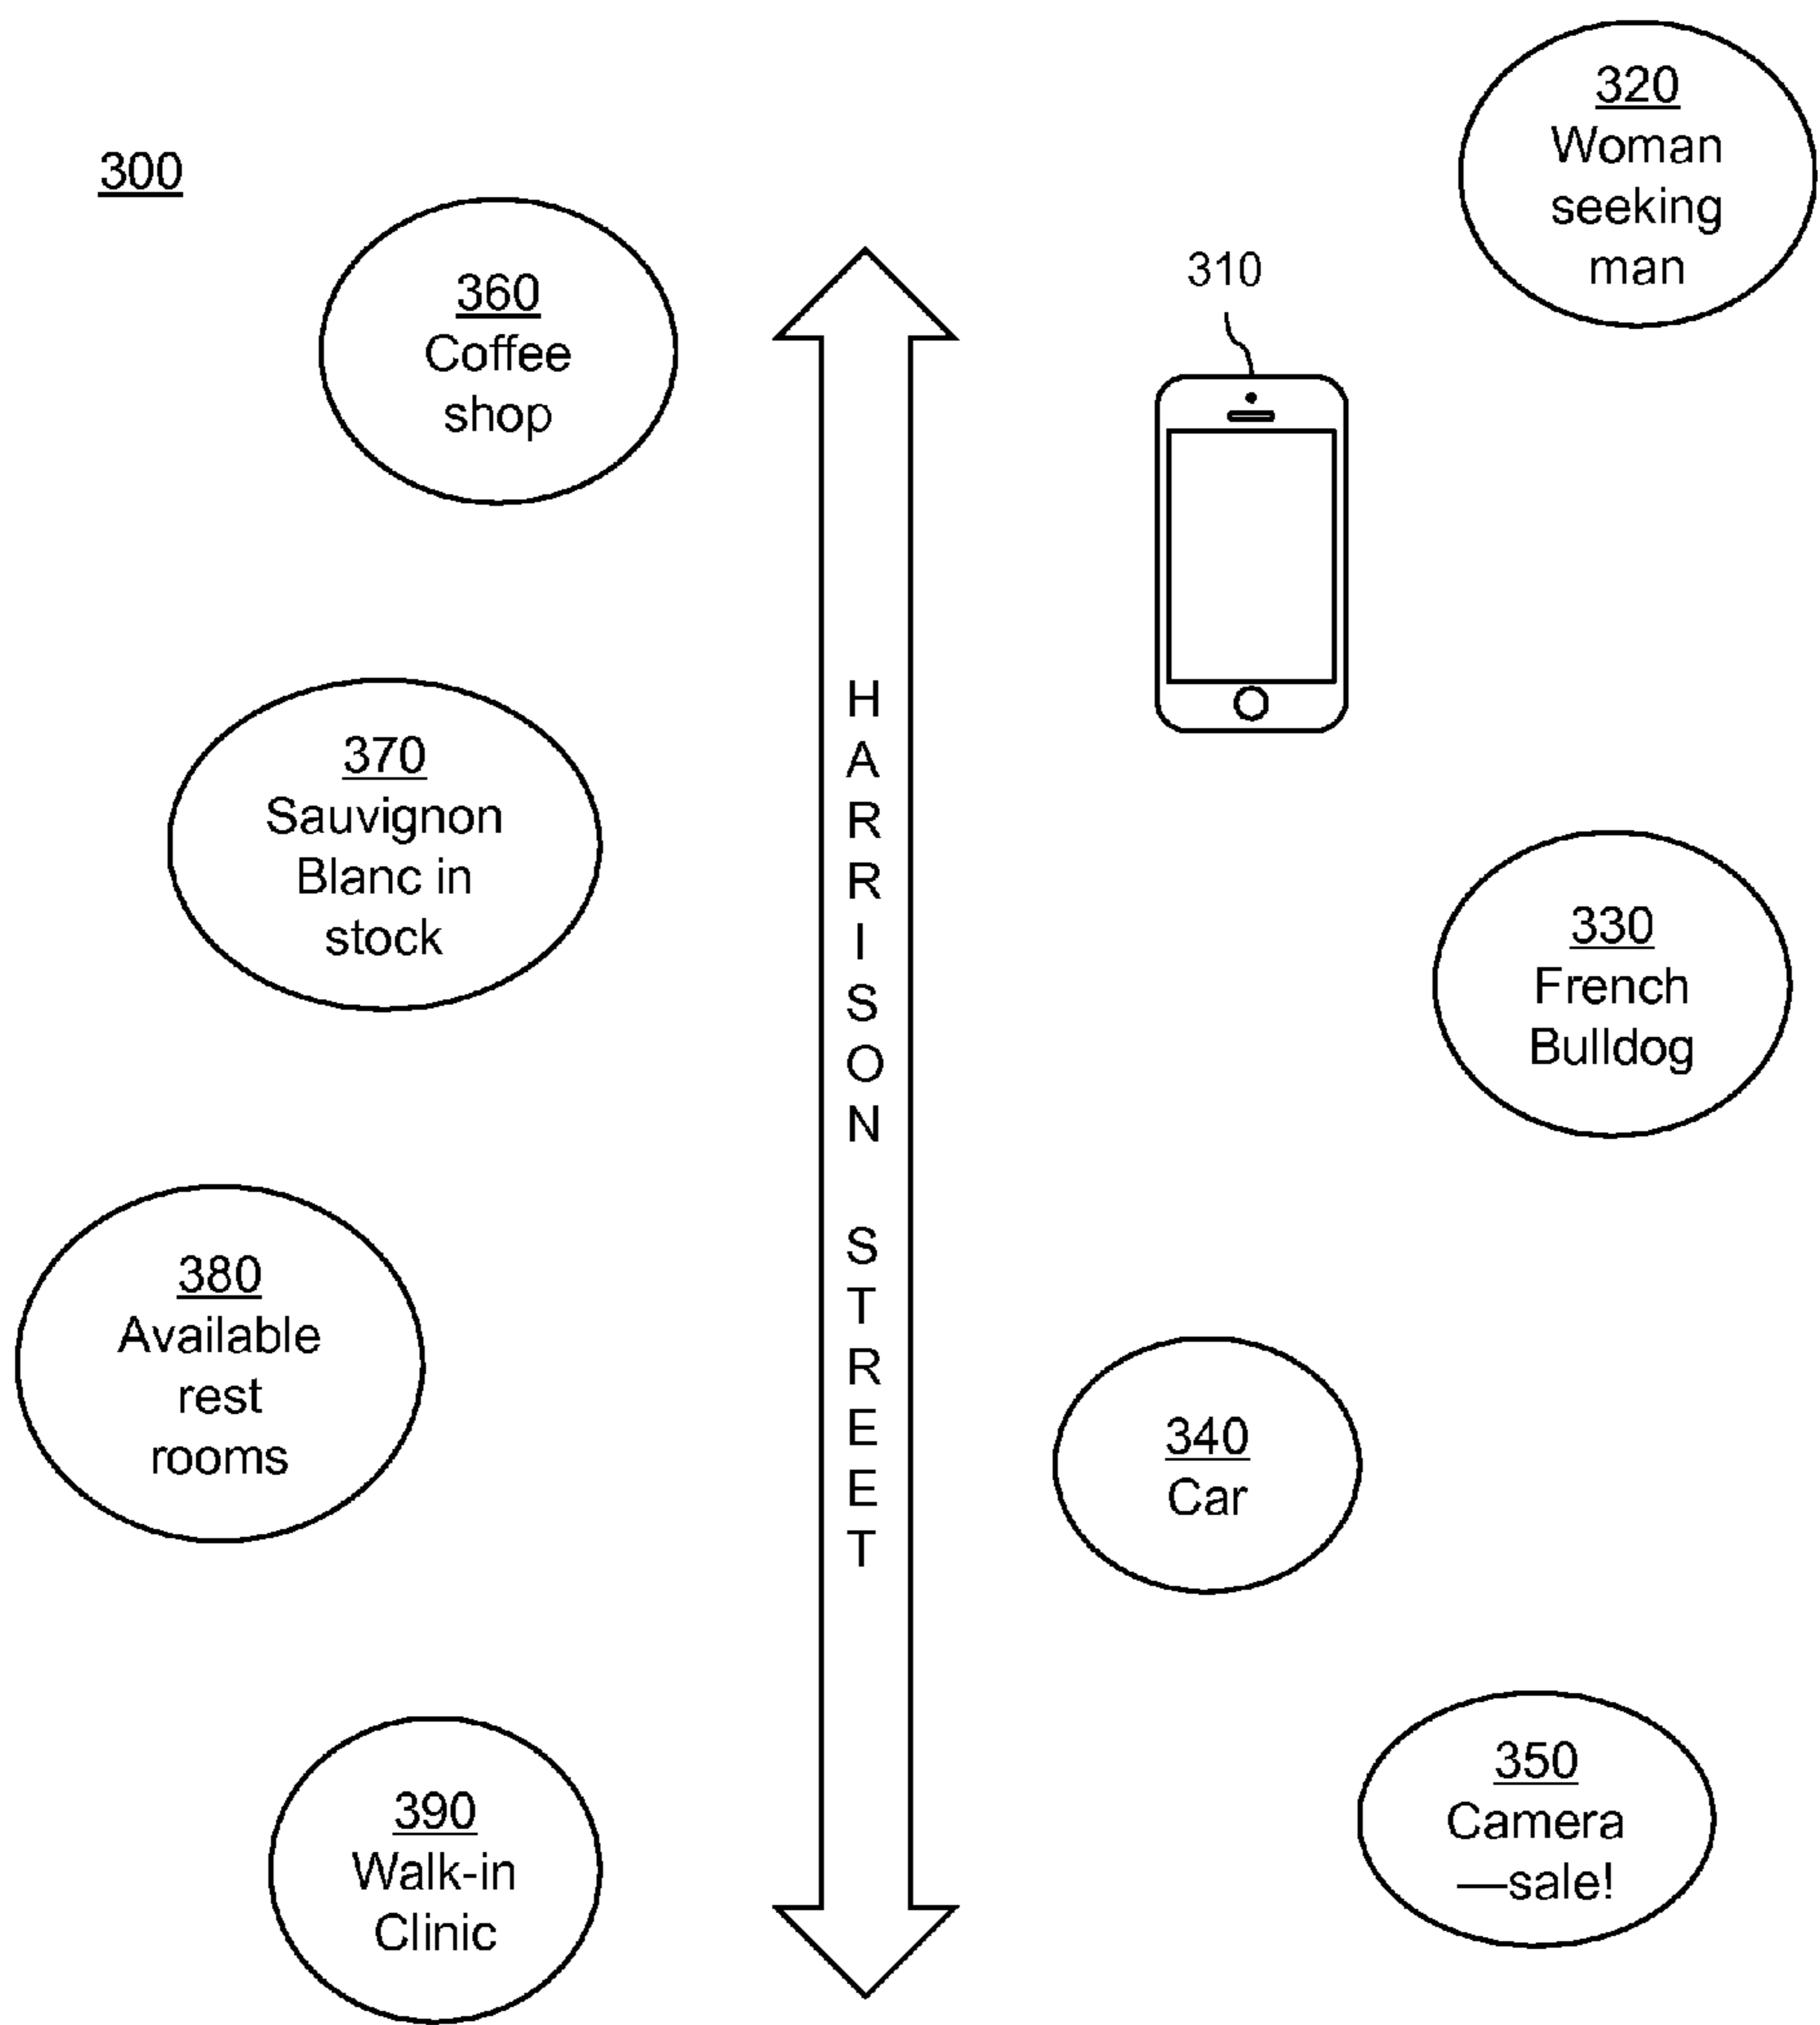 300
320
Woman
seeking
man
310
360
Coffee
shop
HARRISON STREET
370
Sauvignon
Blanc in
stock
330
French
Bulldog
380
Available
rest
rooms
340
Car
350
Camera
—sale!
390
Walk-in
Clinic